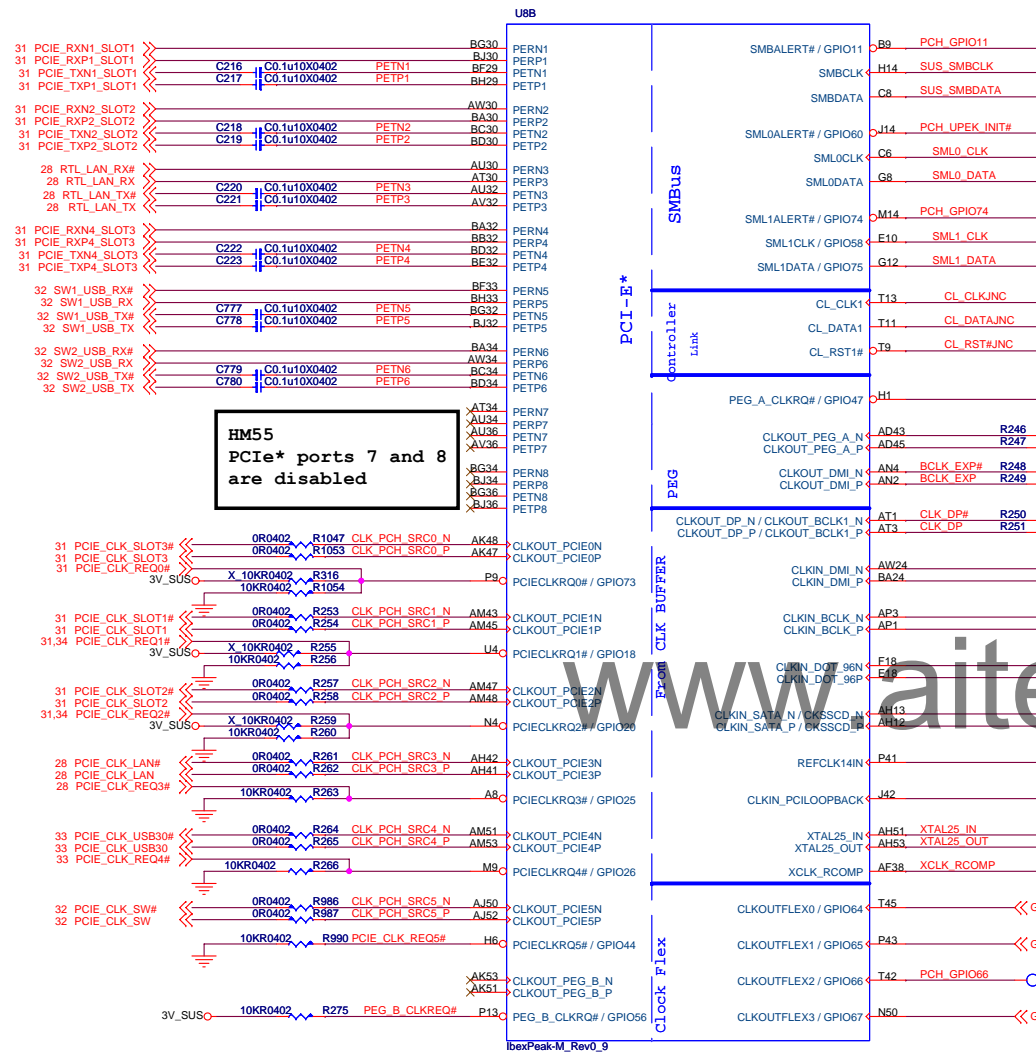 U8B
31 PCIE_RXN1_SLOT1 BG30 PERN1
31 PCIE_RXP1_SLOT1 BJ30 PERP1
31 PCIE_TXN1_SLOT1 C216 C0.1u10X0402 PETN1 BF29 PETN1
31 PCIE_TXP1_SLOT1 C217 C0.1u10X0402 PETP1 BH29 PETP1
31 PCIE_RXN2_SLOT2 AW30 PERN2
31 PCIE_RXP2_SLOT2 BA30 PERP2
31 PCIE_TXN2_SLOT2 C218 C0.1u10X0402 PETN2 BC30 PETN2
31 PCIE_TXP2_SLOT2 C219 C0.1u10X0402 PETP2 BD30 PETP2
28 RTL_LAN_RX# AU30 PERN3
28 RTL_LAN_RX AT30 PERP3
28 RTL_LAN_TX# C220 C0.1u10X0402 PETN3 AU32 PETN3
28 RTL_LAN_TX C221 C0.1u10X0402 PETP3 AV32 PETP3
31 PCIE_RXN4_SLOT3 BA32 PERN4
31 PCIE_RXP4_SLOT3 BB32 PERP4
31 PCIE_TXN4_SLOT3 C222 C0.1u10X0402 PETN4 BD32 PETN4
31 PCIE_TXP4_SLOT3 C223 C0.1u10X0402 PETP4 BE32 PETP4
32 SW1_USB_RX# BF33 PERN5
32 SW1_USB_RX BH33 PERP5
32 SW1_USB_TX# C777 C0.1u10X0402 PETN5 BG32 PETN5
32 SW1_USB_TX C778 C0.1u10X0402 PETP5 BJ32 PETP5
32 SW2_USB_RX# BA34 PERN6
32 SW2_USB_RX AW34 PERP6
32 SW2_USB_TX# C779 C0.1u10X0402 PETN6 BC34 PETN6
32 SW2_USB_TX C780 C0.1u10X0402 PETP6 BD34 PETP6
AT34 PERN7
AU34 PERP7
AU36 PETN7
AV36 PETP7
BG34 PERN8
BJ34 PERP8
BG36 PETN8
BJ36 PETP8
HM55
PCIe* ports 7 and 8
are disabled
31 PCIE_CLK_SLOT3# 0R0402 R1047 CLK_PCH_SRC0_N AK48 CLKOUT_PCIE0N
31 PCIE_CLK_SLOT3 0R0402 R1053 CLK_PCH_SRC0_P AK47 CLKOUT_PCIE0P
31 PCIE_CLK_REQ0#
3V_SUS X_10KR0402 R316 P9 PCIECLKRQ0# / GPIO73
10KR0402 R1054
31 PCIE_CLK_SLOT1# 0R0402 R253 CLK_PCH_SRC1_N AM43 CLKOUT_PCIE1N
31 PCIE_CLK_SLOT1 0R0402 R254 CLK_PCH_SRC1_P AM45 CLKOUT_PCIE1P
31,34 PCIE_CLK_REQ1#
3V_SUS X_10KR0402 R255 U4 PCIECLKRQ1# / GPIO18
10KR0402 R256
31 PCIE_CLK_SLOT2# 0R0402 R257 CLK_PCH_SRC2_N AM47 CLKOUT_PCIE2N
31 PCIE_CLK_SLOT2 0R0402 R258 CLK_PCH_SRC2_P AM48 CLKOUT_PCIE2P
31,34 PCIE_CLK_REQ2#
3V_SUS X_10KR0402 R259 N4 PCIECLKRQ2# / GPIO20
10KR0402 R260
28 PCIE_CLK_LAN# 0R0402 R261 CLK_PCH_SRC3_N AH42 CLKOUT_PCIE3N
28 PCIE_CLK_LAN 0R0402 R262 CLK_PCH_SRC3_P AH41 CLKOUT_PCIE3P
28 PCIE_CLK_REQ3#
10KR0402 R263 A8 PCIECLKRQ3# / GPIO25
33 PCIE_CLK_USB30# 0R0402 R264 CLK_PCH_SRC4_N AM51 CLKOUT_PCIE4N
33 PCIE_CLK_USB30 0R0402 R265 CLK_PCH_SRC4_P AM53 CLKOUT_PCIE4P
33 PCIE_CLK_REQ4#
10KR0402 R266 M9 PCIECLKRQ4# / GPIO26
32 PCIE_CLK_SW# 0R0402 R986 CLK_PCH_SRC5_N AJ50 CLKOUT_PCIE5N
32 PCIE_CLK_SW 0R0402 R987 CLK_PCH_SRC5_P AJ52 CLKOUT_PCIE5P
10KR0402 R990 PCIE_CLK_REQ5# H6 PCIECLKRQ5# / GPIO44
AK53 CLKOUT_PEG_B_N
AK51 CLKOUT_PEG_B_P
3V_SUS 10KR0402 R275 PEG_B_CLKREQ# P13 PEG_B_CLKRQ# / GPIO56
IbexPeak-M_Rev0_9
PCI-E*
SMBus
Controller
Link
PEG
From CLK BUFFER
Clock Flex
SMBALERT# / GPIO11 B9 PCH_GPIO11
SMBCLK H14 SUS_SMBCLK
SMBDATA C8 SUS_SMBDATA
SML0ALERT# / GPIO60 J14 PCH_UPEK_INIT#
SML0CLK C6 SML0_CLK
SML0DATA G8 SML0_DATA
SML1ALERT# / GPIO74 M14 PCH_GPIO74
SML1CLK / GPIO58 E10 SML1_CLK
SML1DATA / GPIO75 G12 SML1_DATA
CL_CLK1 T13 CL_CLKJNC
CL_DATA1 T11 CL_DATAJNC
CL_RST1# T9 CL_RST#JNC
PEG_A_CLKRQ# / GPIO47 H1
CLKOUT_PEG_A_N AD43 R246
CLKOUT_PEG_A_P AD45 R247
CLKOUT_DMI_N AN4 BCLK_EXP# R248
CLKOUT_DMI_P AN2 BCLK_EXP R249
CLKOUT_DP_N / CLKOUT_BCLK1_N AT1 CLK_DP# R250
CLKOUT_DP_P / CLKOUT_BCLK1_P AT3 CLK_DP R251
CLKIN_DMI_N AW24
CLKIN_DMI_P BA24
CLKIN_BCLK_N AP3
CLKIN_BCLK_P AP1
CLKIN_DOT_96N F18
CLKIN_DOT_96P E18
CLKIN_SATA_N / CKSSCD_N AH13
CLKIN_SATA_P / CKSSCD_P AH12
REFCLK14IN P41
CLKIN_PCILOOPBACK J42
XTAL25_IN AH51 XTAL25_IN
XTAL25_OUT AH53 XTAL25_OUT
XCLK_RCOMP AF38 XCLK_RCOMP
CLKOUTFLEX0 / GPIO64 T45
CLKOUTFLEX1 / GPIO65 P43
CLKOUTFLEX2 / GPIO66 T42 PCH_GPIO66
CLKOUTFLEX3 / GPIO67 N50
www.aite